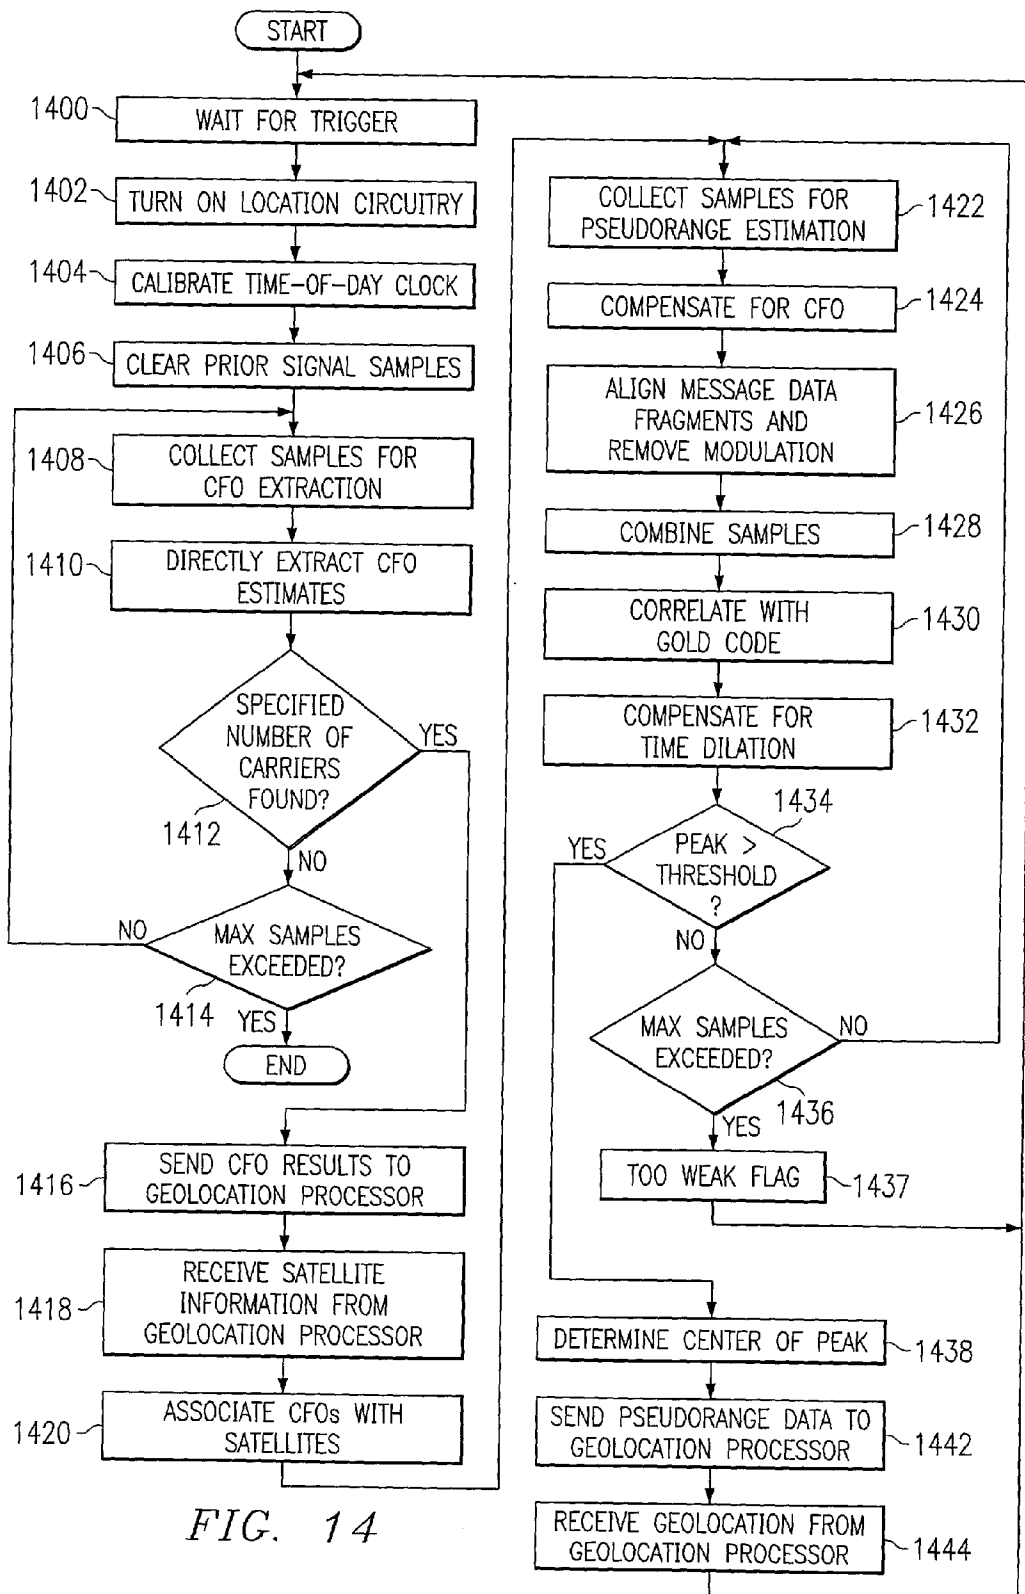 START
1400
WAIT FOR TRIGGER
1402
TURN ON LOCATION CIRCUITRY
1404
CALIBRATE TIME-OF-DAY CLOCK
1406
CLEAR PRIOR SIGNAL SAMPLES
1408
COLLECT SAMPLES FOR
CFO EXTRACTION
1410
DIRECTLY EXTRACT CFO
ESTIMATES
SPECIFIED
NUMBER OF
CARRIERS
FOUND?
YES
1412
NO
MAX SAMPLES
EXCEEDED?
NO
1414
YES
END
1416
SEND CFO RESULTS TO
GEOLOCATION PROCESSOR
1418
RECEIVE SATELLITE
INFORMATION FROM
GEOLOCATION PROCESSOR
1420
ASSOCIATE CFOs WITH
SATELLITES
COLLECT SAMPLES FOR
PSEUDORANGE ESTIMATION
1422
COMPENSATE FOR CFO
1424
ALIGN MESSAGE DATA
FRAGMENTS AND
REMOVE MODULATION
1426
COMBINE SAMPLES
1428
CORRELATE WITH
GOLD CODE
1430
COMPENSATE FOR
TIME DILATION
1432
1434
YES
PEAK >
THRESHOLD
?
NO
MAX SAMPLES
EXCEEDED?
NO
1436
YES
TOO WEAK FLAG
1437
DETERMINE CENTER OF PEAK
1438
SEND PSEUDORANGE DATA TO
GEOLOCATION PROCESSOR
1442
RECEIVE GEOLOCATION FROM
GEOLOCATION PROCESSOR
1444
FIG. 14